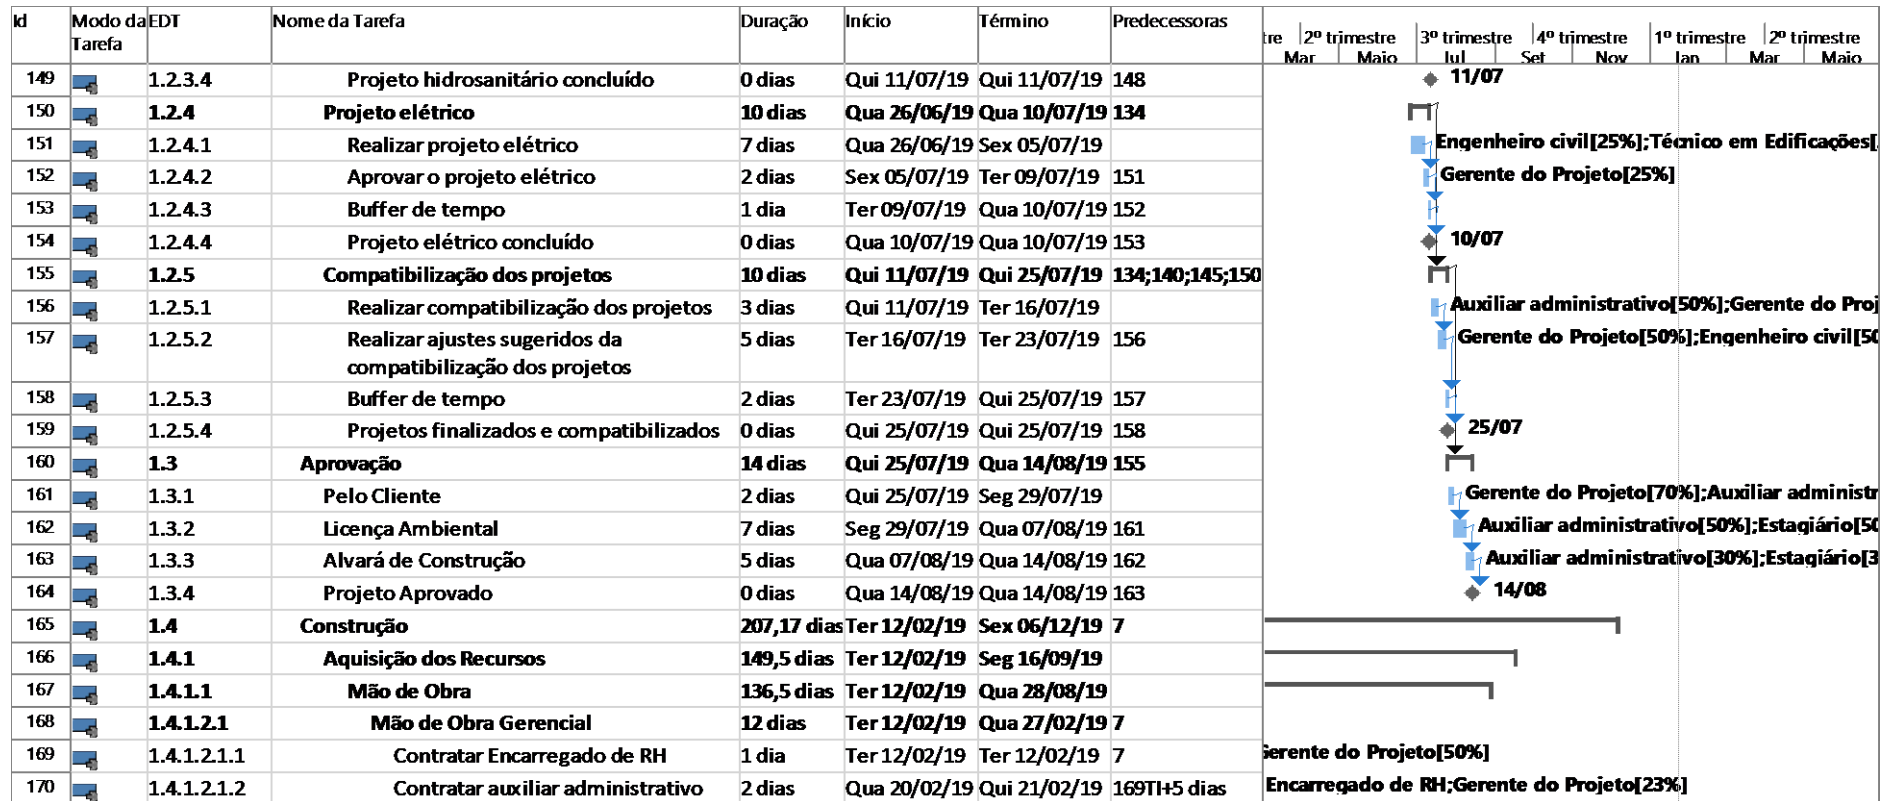 Id Modo da Tarefa EDT Nome da Tarefa Duração Início Término Predecessoras
tre 2º trimestre 3º trimestre 4º trimestre 1º trimestre 2º trimestre
Mar Maio Jul Set Nov Jan Mar Maio
149 1.2.3.4 Projeto hidrosanitário concluído 0 dias Qui 11/07/19 Qui 11/07/19 148 11/07
150 1.2.4 Projeto elétrico 10 dias Qua 26/06/19 Qua 10/07/19 134
151 1.2.4.1 Realizar projeto elétrico 7 dias Qua 26/06/19 Sex 05/07/19 Engenheiro civil[25%];Técnico em Edificações[
152 1.2.4.2 Aprovar o projeto elétrico 2 dias Sex 05/07/19 Ter 09/07/19 151 Gerente do Projeto[25%]
153 1.2.4.3 Buffer de tempo 1 dia Ter 09/07/19 Qua 10/07/19 152
154 1.2.4.4 Projeto elétrico concluído 0 dias Qua 10/07/19 Qua 10/07/19 153 10/07
155 1.2.5 Compatibilização dos projetos 10 dias Qui 11/07/19 Qui 25/07/19 134;140;145;150
156 1.2.5.1 Realizar compatibilização dos projetos 3 dias Qui 11/07/19 Ter 16/07/19 Auxiliar administrativo[50%];Gerente do Proj
157 1.2.5.2 Realizar ajustes sugeridos da 5 dias Ter 16/07/19 Ter 23/07/19 156 Gerente do Projeto[50%];Engenheiro civil[50
compatibilização dos projetos
158 1.2.5.3 Buffer de tempo 2 dias Ter 23/07/19 Qui 25/07/19 157
159 1.2.5.4 Projetos finalizados e compatibilizados 0 dias Qui 25/07/19 Qui 25/07/19 158 25/07
160 1.3 Aprovação 14 dias Qui 25/07/19 Qua 14/08/19 155
161 1.3.1 Pelo Cliente 2 dias Qui 25/07/19 Seg 29/07/19 Gerente do Projeto[70%];Auxiliar administr
162 1.3.2 Licença Ambiental 7 dias Seg 29/07/19 Qua 07/08/19 161 Auxiliar administrativo[50%];Estagiário[50
163 1.3.3 Alvará de Construção 5 dias Qua 07/08/19 Qua 14/08/19 162 Auxiliar administrativo[30%];Estagiário[3
164 1.3.4 Projeto Aprovado 0 dias Qua 14/08/19 Qua 14/08/19 163 14/08
165 1.4 Construção 207,17 dias Ter 12/02/19 Sex 06/12/19 7
166 1.4.1 Aquisição dos Recursos 149,5 dias Ter 12/02/19 Seg 16/09/19
167 1.4.1.1 Mão de Obra 136,5 dias Ter 12/02/19 Qua 28/08/19
168 1.4.1.2.1 Mão de Obra Gerencial 12 dias Ter 12/02/19 Qua 27/02/19 7
169 1.4.1.2.1.1 Contratar Encarregado de RH 1 dia Ter 12/02/19 Ter 12/02/19 7 Gerente do Projeto[50%]
170 1.4.1.2.1.2 Contratar auxiliar administrativo 2 dias Qua 20/02/19 Qui 21/02/19 169TI+5 dias Encarregado de RH;Gerente do Projeto[23%]